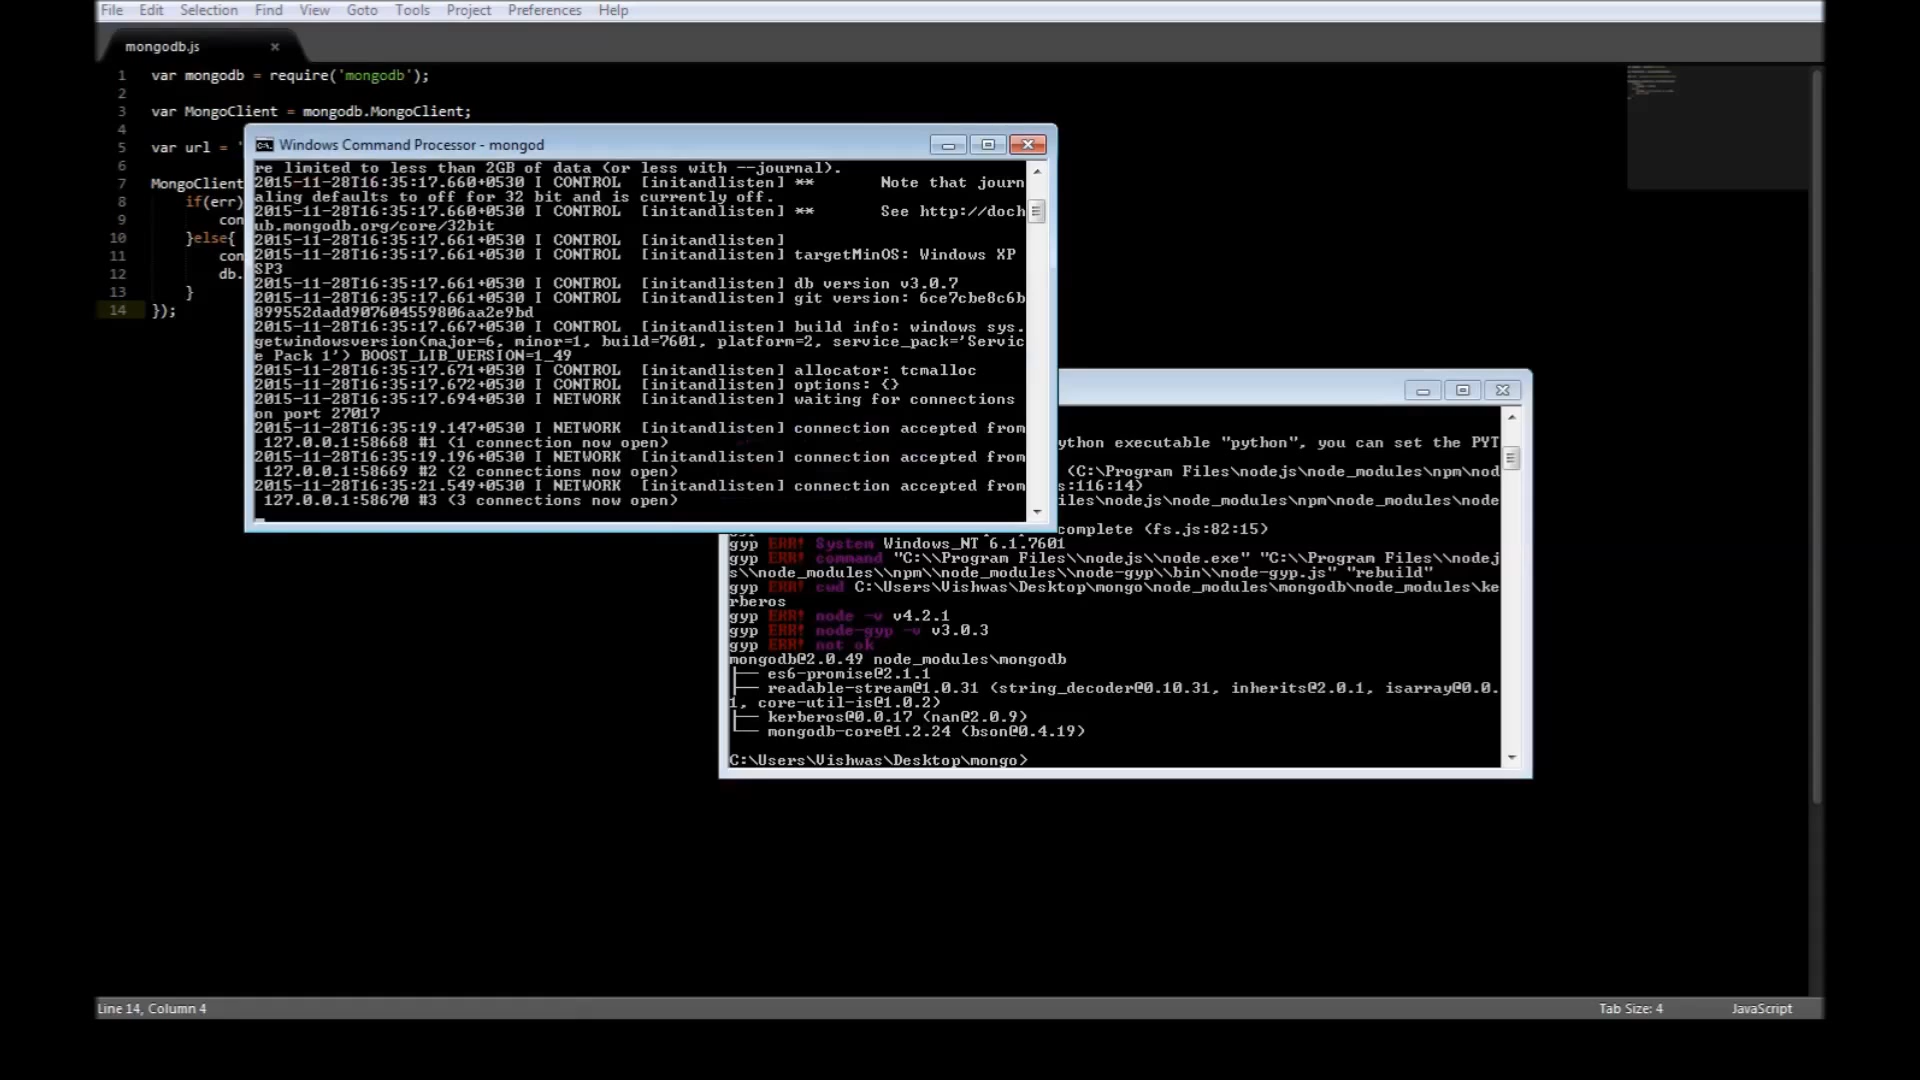 File Edit Selection Find View Goto Tools Project Preferences Help
mongodb.js ×
1 var mongodb = require('mongodb');
2
3 var MongoClient = mongodb.MongoClient;
4
5 var url = '
6
7 MongoClient
8 if(err)
9 con
10 }else{
11 con
12 db.
13 }
14 });
Windows Command Processor - mongod
re limited to less than 2GB of data (or less with --journal).
2015-11-28T16:35:17.660+0530 I CONTROL [initandlisten] ** Note that journ
aling defaults to off for 32 bit and is currently off.
2015-11-28T16:35:17.660+0530 I CONTROL [initandlisten] ** See http://doch
ub.mongodb.org/core/32bit
2015-11-28T16:35:17.661+0530 I CONTROL [initandlisten]
2015-11-28T16:35:17.661+0530 I CONTROL [initandlisten] targetMinOS: Windows XP
SP3
2015-11-28T16:35:17.661+0530 I CONTROL [initandlisten] db version v3.0.7
2015-11-28T16:35:17.661+0530 I CONTROL [initandlisten] git version: 6ce7cbe8c6b
899552dadd907604559806aa2e9bd
2015-11-28T16:35:17.667+0530 I CONTROL [initandlisten] build info: windows sys.
getwindowsversion(major=6, minor=1, build=7601, platform=2, service_pack='Servic
e Pack 1') BOOST_LIB_VERSION=1_49
2015-11-28T16:35:17.671+0530 I CONTROL [initandlisten] allocator: tcmalloc
2015-11-28T16:35:17.672+0530 I CONTROL [initandlisten] options: {}
2015-11-28T16:35:17.694+0530 I NETWORK [initandlisten] waiting for connections
on port 27017
2015-11-28T16:35:19.147+0530 I NETWORK [initandlisten] connection accepted from
127.0.0.1:58668 #1 (1 connection now open)
2015-11-28T16:35:19.196+0530 I NETWORK [initandlisten] connection accepted from
127.0.0.1:58669 #2 (2 connections now open)
2015-11-28T16:35:21.549+0530 I NETWORK [initandlisten] connection accepted from
127.0.0.1:58670 #3 (3 connections now open)
ython executable "python", you can set the PYT
(C:\Program Files\nodejs\node_modules\npm\nod
s:116:14)
iles\nodejs\node_modules\npm\node_modules\node
complete (fs.js:82:15)
gyp ERR! System Windows_NT 6.1.7601
gyp ERR! command "C:\\Program Files\\nodejs\\node.exe" "C:\\Program Files\\nodej
s\\node_modules\\npm\\node_modules\\node-gyp\\bin\\node-gyp.js" "rebuild"
gyp ERR! cwd C:\Users\Vishwas\Desktop\mongo\node_modules\mongodb\node_modules\ke
rberos
gyp ERR! node -v v4.2.1
gyp ERR! node-gyp -v v3.0.3
gyp ERR! not ok
mongodb@2.0.49 node_modules\mongodb
├── es6-promise@2.1.1
├── readable-stream@1.0.31 (string_decoder@0.10.31, inherits@2.0.1, isarray@0.0.
1, core-util-is@1.0.2)
├── kerberos@0.0.17 (nan@2.0.9)
└── mongodb-core@1.2.24 (bson@0.4.19)
C:\Users\Vishwas\Desktop\mongo>
Line 14, Column 4 Tab Size: 4 JavaScript